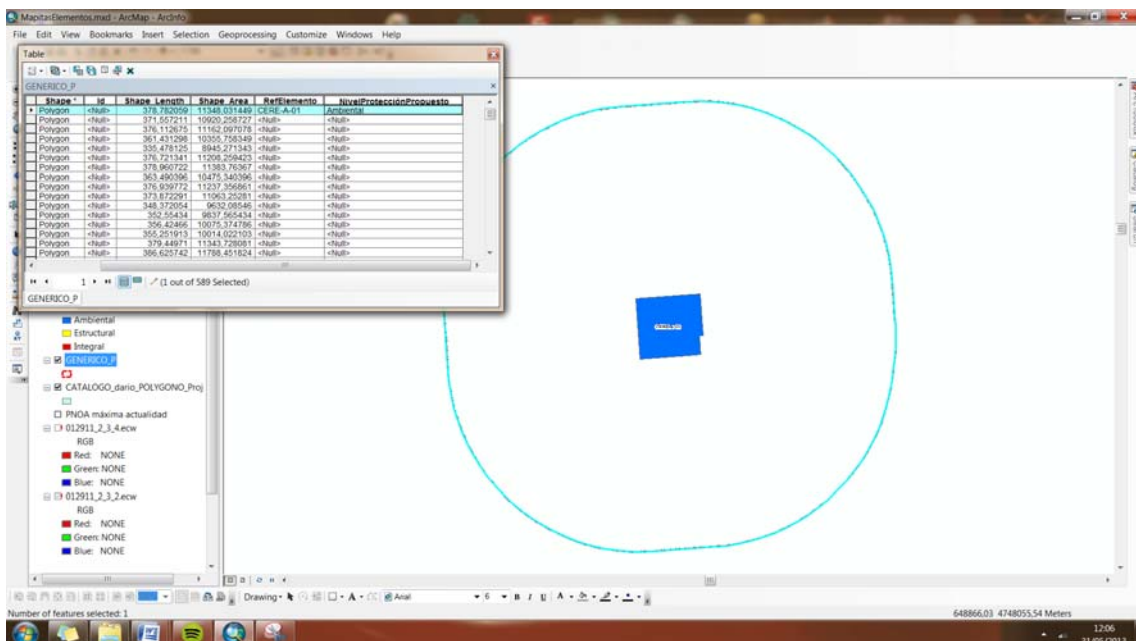 MapitasElementos.mxd - ArcMap - ArcInfo
File Edit View Bookmarks Insert Selection Geoprocessing Customize Windows Help
Table
GENERICO_P
Shape * Id Shape_Length Shape_Area RefElemento NivelProtecciónPropuesto
Polygon <Null> 378,782059 11348,031449 CERE-A-01 Ambiental
Polygon <Null> 371,557211 10920,258727 <Null> <Null>
Polygon <Null> 376,112675 11162,097078 <Null> <Null>
Polygon <Null> 361,431298 10355,758349 <Null> <Null>
Polygon <Null> 335,478125 8945,271343 <Null> <Null>
Polygon <Null> 376,721341 11208,259423 <Null> <Null>
Polygon <Null> 378,960722 11383,76367 <Null> <Null>
Polygon <Null> 363,490396 10475,340396 <Null> <Null>
Polygon <Null> 376,939772 11237,356861 <Null> <Null>
Polygon <Null> 373,872291 11063,25281 <Null> <Null>
Polygon <Null> 348,372054 9632,08546 <Null> <Null>
Polygon <Null> 352,55434 9837,565434 <Null> <Null>
Polygon <Null> 356,42466 10075,374786 <Null> <Null>
Polygon <Null> 355,251913 10014,022103 <Null> <Null>
Polygon <Null> 379,44971 11343,728081 <Null> <Null>
Polygon <Null> 386,625742 11788,451824 <Null> <Null>
1 (1 out of 589 Selected)
GENERICO_P
Ambiental
Estructural
Integral
GENERICO_P
CATALOGO_dario_POLYGONO_Proj
PNOA máxima actualidad
012911_2_3_4.ecw
RGB
Red: NONE
Green: NONE
Blue: NONE
012911_2_3_2.ecw
RGB
Red: NONE
Green: NONE
Blue: NONE
Drawing A Arial 6 B I U A
Number of features selected: 1
648866,03 4748055,54 Meters
12:06
31/05/2013